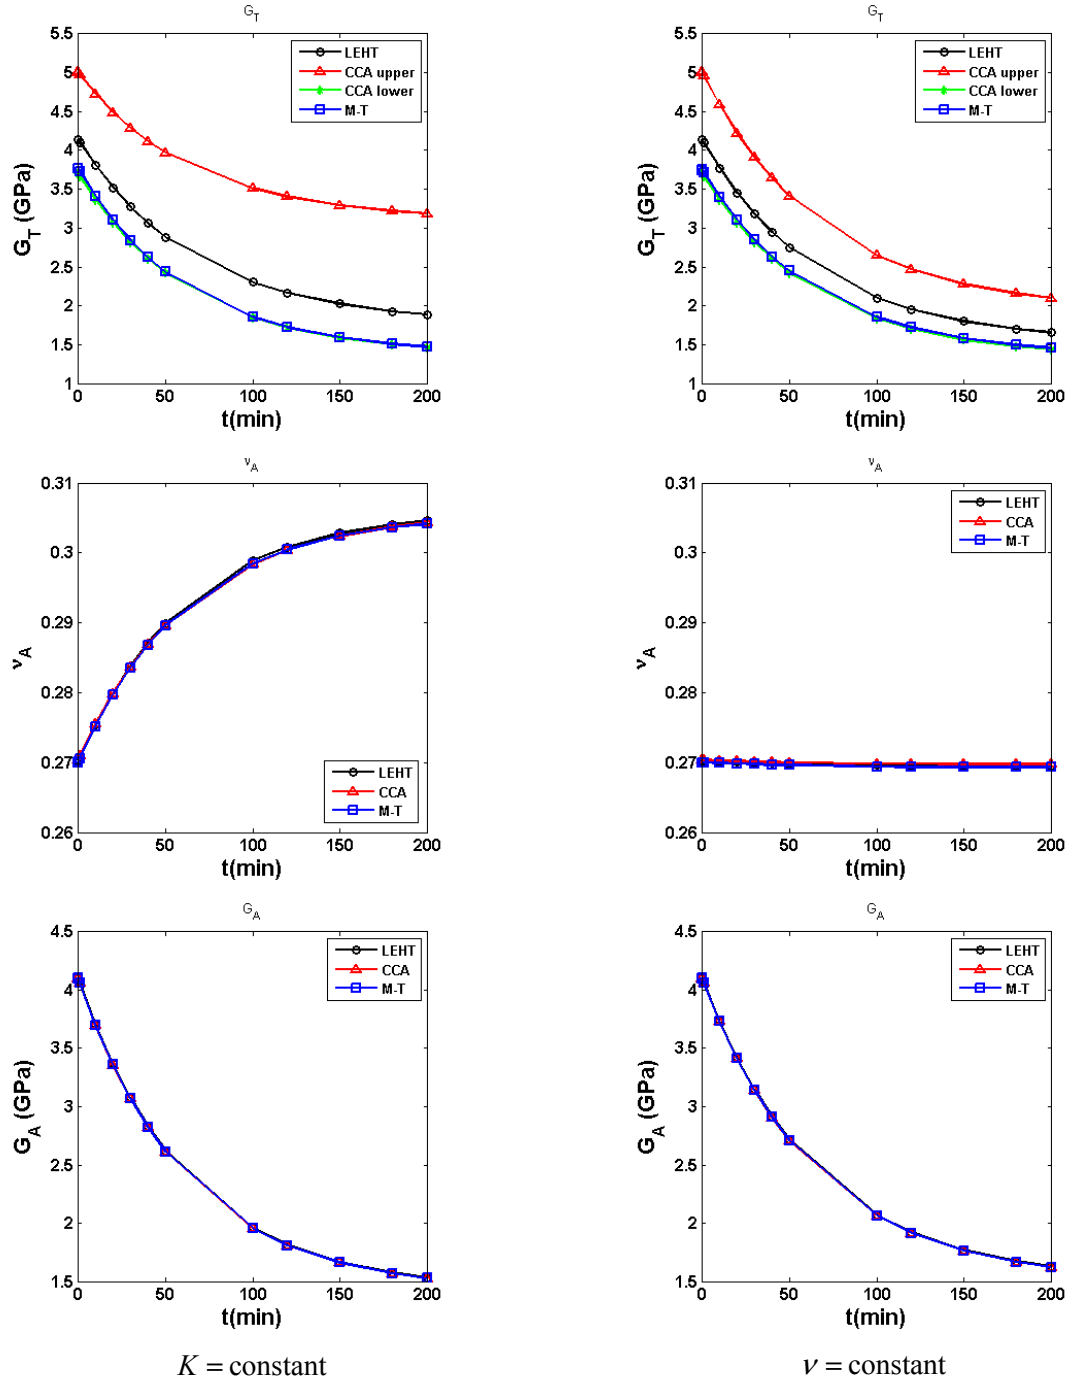 G_T
5.5
5
4.5
4
3.5
3
2.5
2
1.5
1
G_T (GPa)
LEHT
CCA upper
CCA lower
M-T
0 50 100 150 200
t(min)
G_T
5.5
5
4.5
4
3.5
3
2.5
2
1.5
1
G_T (GPa)
LEHT
CCA upper
CCA lower
M-T
0 50 100 150 200
t(min)
ν_A
0.31
0.3
0.29
0.28
0.27
0.26
ν_A
LEHT
CCA
M-T
0 50 100 150 200
t(min)
ν_A
0.31
0.3
0.29
0.28
0.27
0.26
ν_A
LEHT
CCA
M-T
0 50 100 150 200
t(min)
G_A
4.5
4
3.5
3
2.5
2
1.5
G_A (GPa)
LEHT
CCA
M-T
0 50 100 150 200
t(min)
G_A
4.5
4
3.5
3
2.5
2
1.5
G_A (GPa)
LEHT
CCA
M-T
0 50 100 150 200
t(min)
K = constant
ν = constant